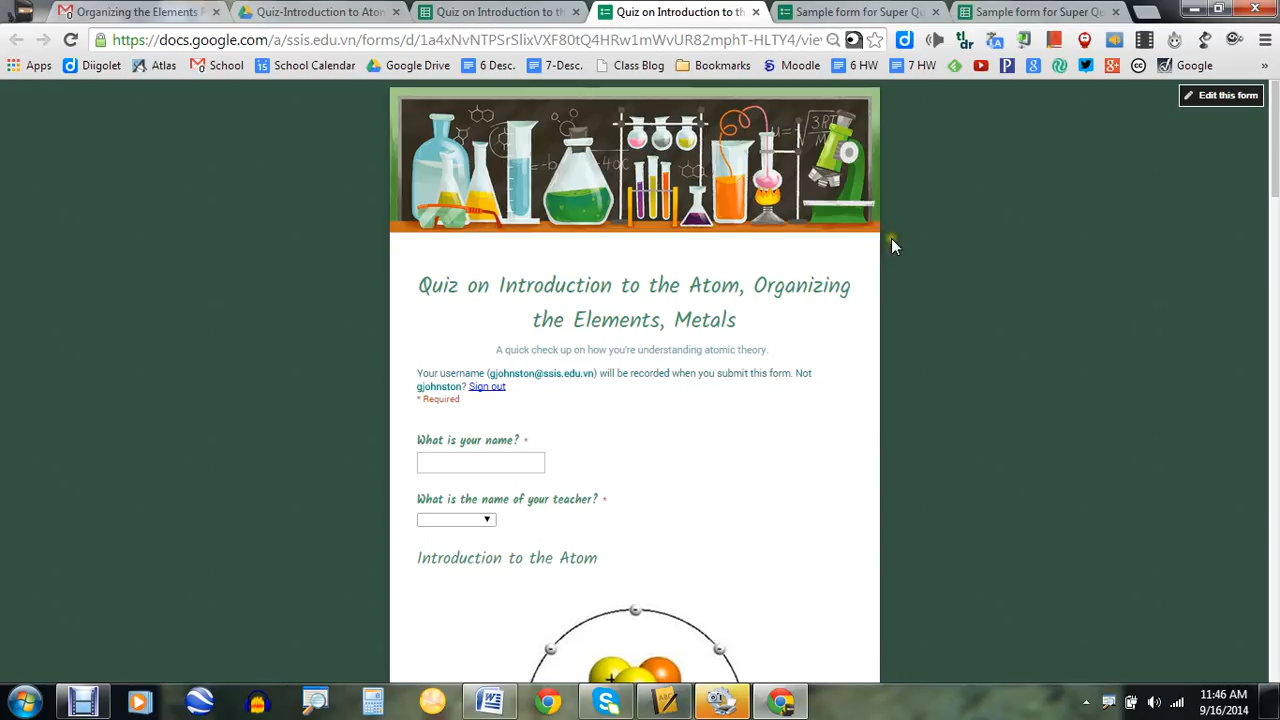 Organizing the Elements P
Quiz-Introduction to Aton
Quiz on Introduction to th
Quiz on Introduction to th
Sample form for Super Qu
Sample form for Super Qu
https://docs.google.com/a/ssis.edu.vn/forms/d/1a4xNvNTPSrSlixVXF80tQ4HRw1mWvUR82mphT-HLTY4/vie
Apps
Diigolet
Atlas
School
School Calendar
Google Drive
6 Desc.
7-Desc.
Class Blog
Bookmarks
Moodle
6 HW
7 HW
Google
»
Edit this form
Quiz on Introduction to the Atom, Organizing
the Elements, Metals
A quick check up on how you're understanding atomic theory.
Your username (gjohnston@ssis.edu.vn) will be recorded when you submit this form. Not
gjohnston? Sign out
* Required
What is your name? *
What is the name of your teacher? *
Introduction to the Atom
11:46 AM
9/16/2014